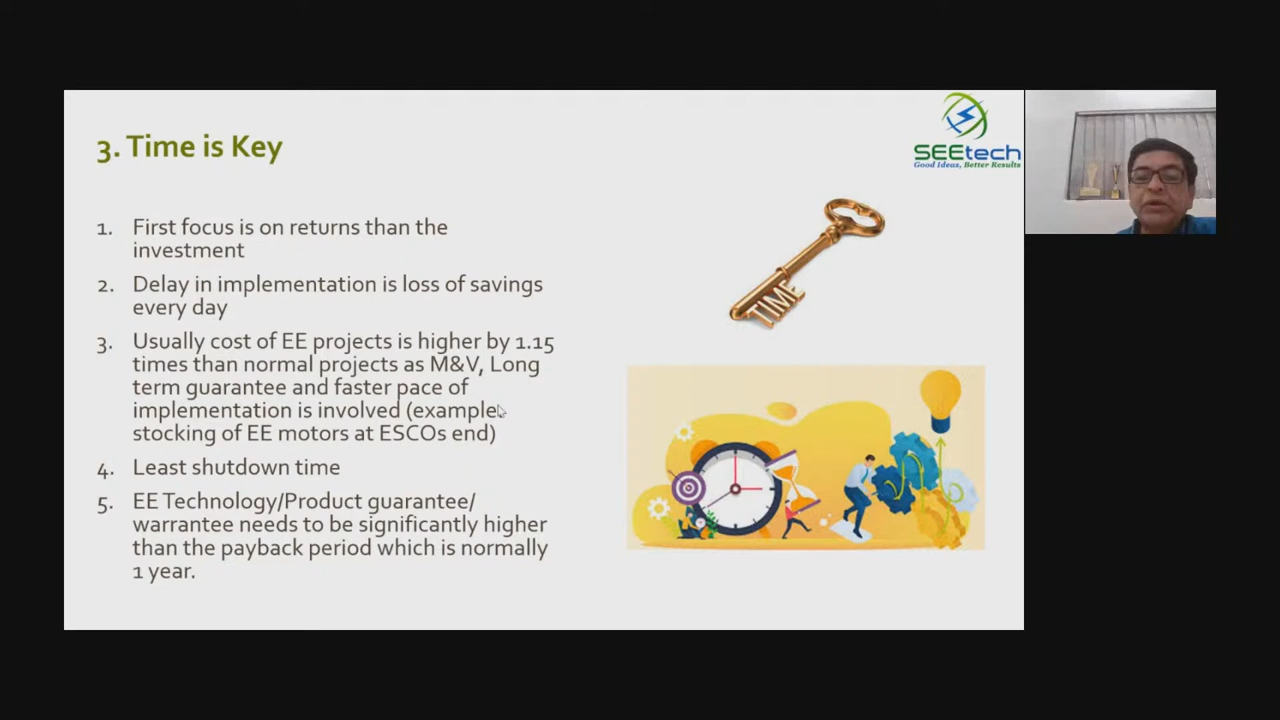 3. Time is Key
SEEtech
Good Ideas, Better Results
1. First focus is on returns than the
investment
2. Delay in implementation is loss of savings
every day
3. Usually cost of EE projects is higher by 1.15
times than normal projects as M&V, Long
term guarantee and faster pace of
implementation is involved (example
stocking of EE motors at ESCOs end)
4. Least shutdown time
5. EE Technology/Product guarantee/
warrantee needs to be significantly higher
than the payback period which is normally
1 year.
TIME